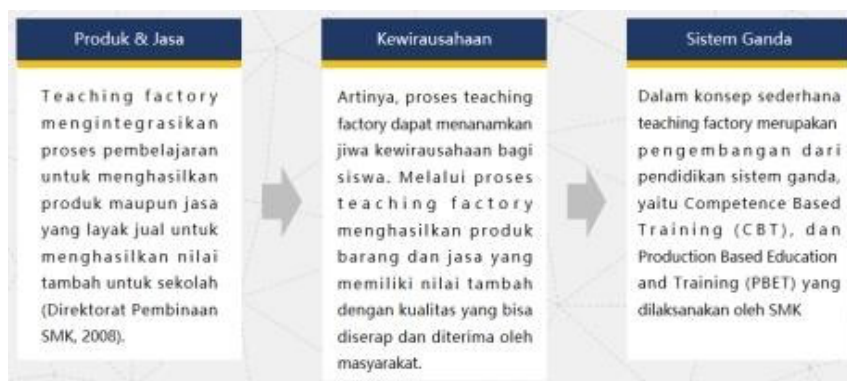 Produk & Jasa
Teaching factory
mengintegrasikan
proses pembelajaran
untuk menghasilkan
produk maupun jasa
yang layak jual untuk
menghasilkan nilai
tambah untuk sekolah
(Direktorat Pembinaan
SMK, 2008).
Kewirausahaan
Artinya, proses teaching
factory dapat menanamkan
jiwa kewirausahaan bagi
siswa. Melalui proses
teaching factory
menghasilkan produk
barang dan jasa yang
memiliki nilai tambah
dengan kualitas yang bisa
diserap dan diterima oleh
masyarakat.
Sistem Ganda
Dalam konsep sederhana
teaching factory merupakan
pengembangan dari
pendidikan sistem ganda,
yaitu Competence Based
Training (CBT), dan
Production Based Education
and Training (PBET) yang
dilaksanakan oleh SMK